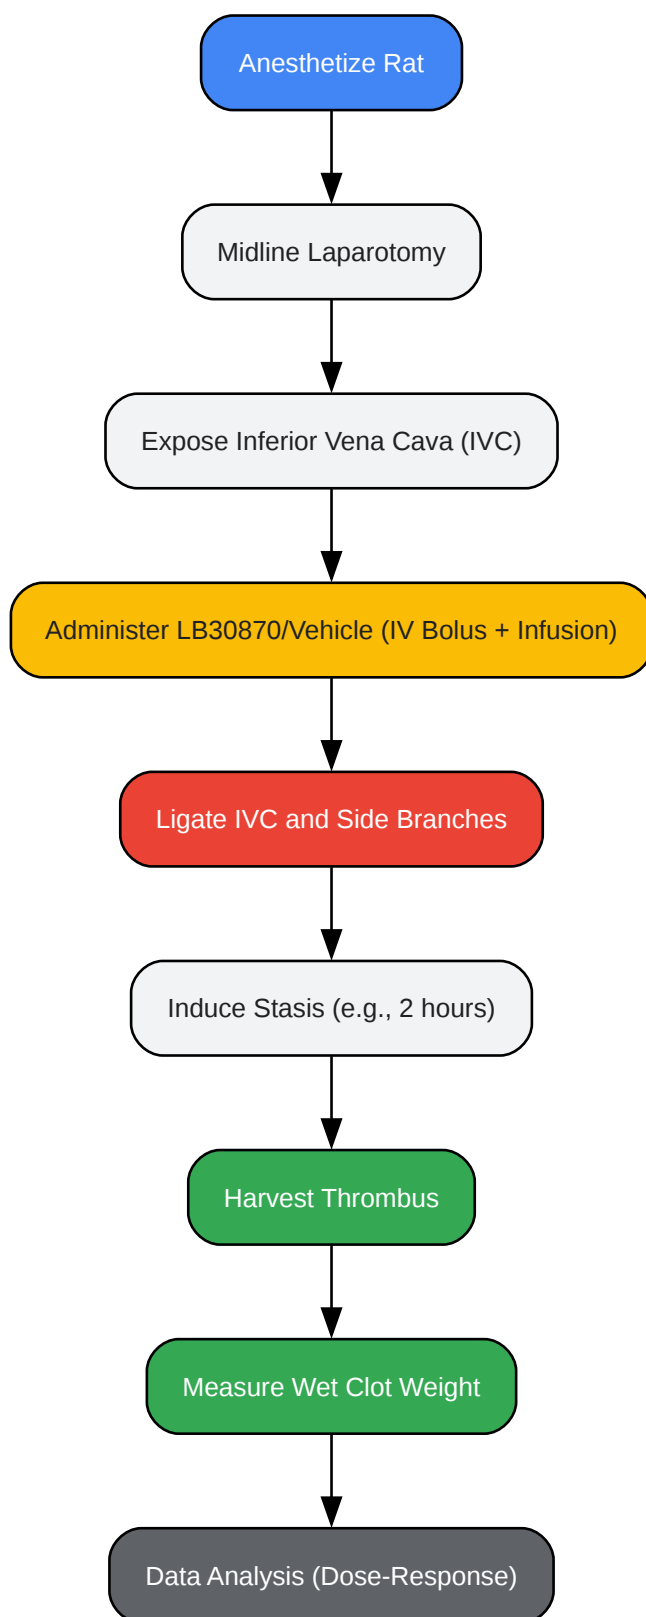 Anesthetize Rat
Midline Laparotomy
Expose Inferior Vena Cava (IVC)
Administer LB30870/Vehicle (IV Bolus + Infusion)
Ligate IVC and Side Branches
Induce Stasis (e.g., 2 hours)
Harvest Thrombus
Measure Wet Clot Weight
Data Analysis (Dose-Response)